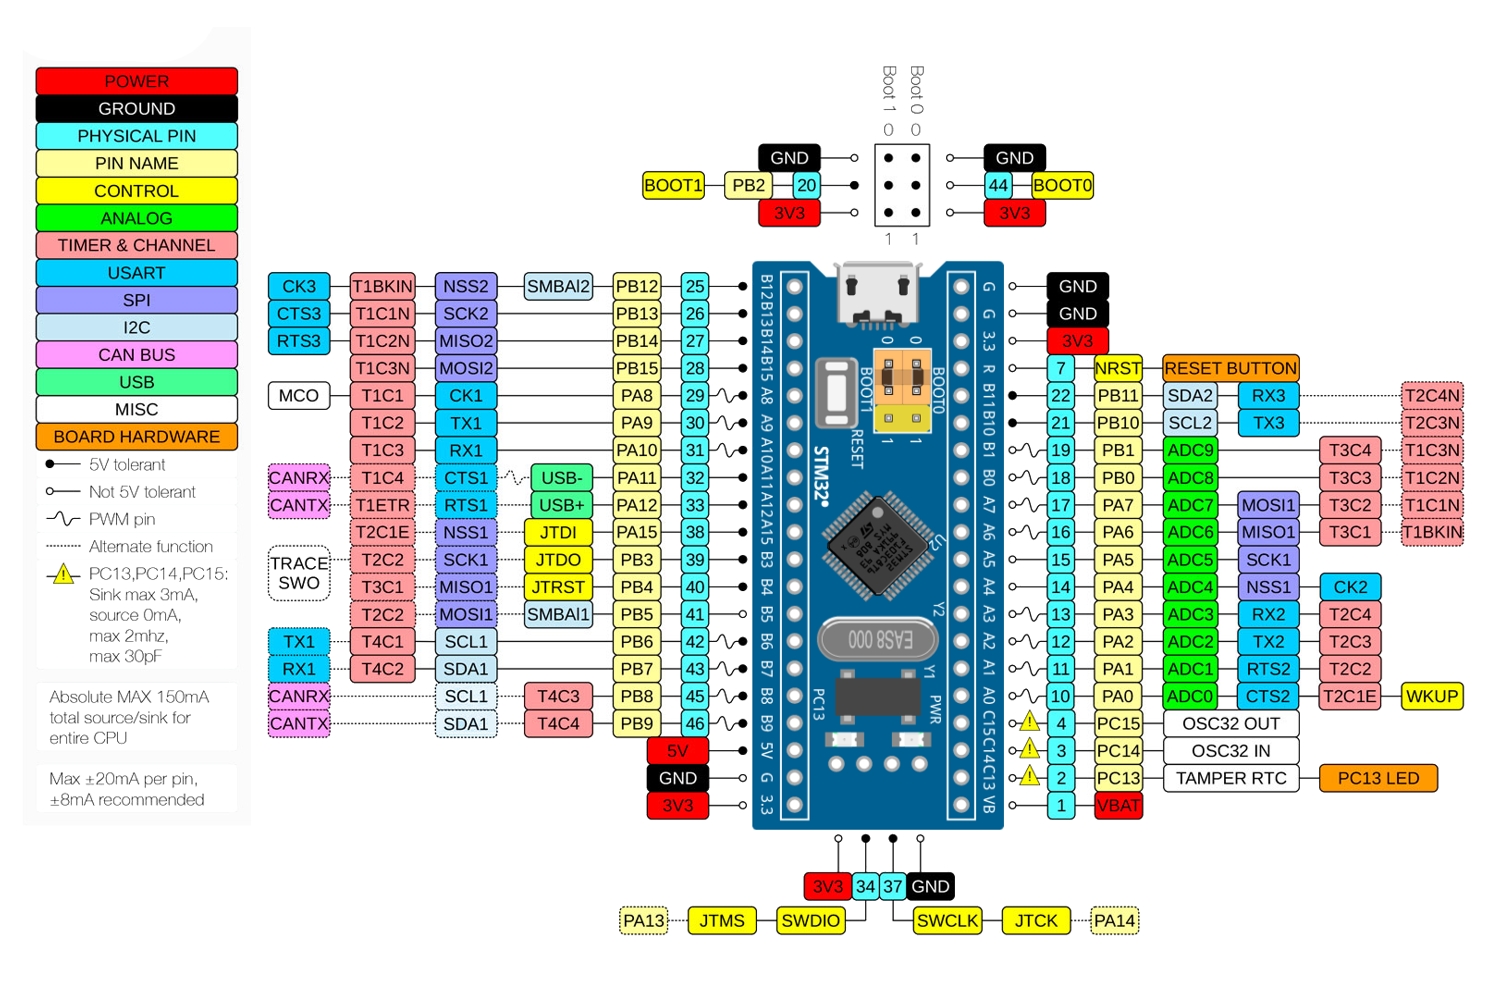 POWER
GROUND
PHYSICAL PIN
PIN NAME
CONTROL
ANALOG
TIMER & CHANNEL
USART
SPI
I2C
CAN BUS
USB
MISC
BOARD HARDWARE
5V tolerant
Not 5V tolerant
PWM pin
Alternate function
PC13,PC14,PC15:
Sink max 3mA,
source 0mA,
max 2mhz,
max 30pF
Absolute MAX 150mA
total source/sink for
entire CPU
Max ±20mA per pin,
±8mA recommended
Boot 1 0
Boot 0 0
GND GND
BOOT1 PB2 20 44 BOOT0
3V3 3V3
1 1
CK3 T1BKIN NSS2 SMBAI2 PB12 25
CTS3 T1C1N SCK2 PB13 26
RTS3 T1C2N MISO2 PB14 27
T1C3N MOSI2 PB15 28
MCO T1C1 CK1 PA8 29
T1C2 TX1 PA9 30
T1C3 RX1 PA10 31
CANRX T1C4 CTS1 USB- PA11 32
CANTX T1ETR RTS1 USB+ PA12 33
T2C1E NSS1 JTDI PA15 38
TRACE
SWO
T2C2 SCK1 JTDO PB3 39
T3C1 MISO1 JTRST PB4 40
T2C2 MOSI1 SMBAI1 PB5 41
TX1 T4C1 SCL1 PB6 42
RX1 T4C2 SDA1 PB7 43
CANRX SCL1 T4C3 PB8 45
CANTX SDA1 T4C4 PB9 46
5V
GND
3V3
B12 B13 B14 B15 A8 A9 A10 A11 A12 A15 B3 B4 B5 B6 B7 B8 B9 5V G 3.3
0 0
BOOT1
BOOT0
1 1
RESET
STM32
STM32
F103C8T6
U2
Y2
EAS8 000
Y1
PC13
PWR
G G 3.3 R B11 B10 B1 B0 A7 A6 A5 A4 A3 A2 A1 A0 C15 C14 C13 VB
GND
GND
3V3
7 NRST RESET BUTTON
22 PB11 SDA2 RX3 T2C4N
21 PB10 SCL2 TX3 T2C3N
19 PB1 ADC9 T3C4 T1C3N
18 PB0 ADC8 T3C3 T1C2N
17 PA7 ADC7 MOSI1 T3C2 T1C1N
16 PA6 ADC6 MISO1 T3C1 T1BKIN
15 PA5 ADC5 SCK1
14 PA4 ADC4 NSS1 CK2
13 PA3 ADC3 RX2 T2C4
12 PA2 ADC2 TX2 T2C3
11 PA1 ADC1 RTS2 T2C2
10 PA0 ADC0 CTS2 T2C1E WKUP
4 PC15 OSC32 OUT
3 PC14 OSC32 IN
2 PC13 TAMPER RTC PC13 LED
1 VBAT
3V3 34 37 GND
PA13 JTMS SWDIO SWCLK JTCK PA14